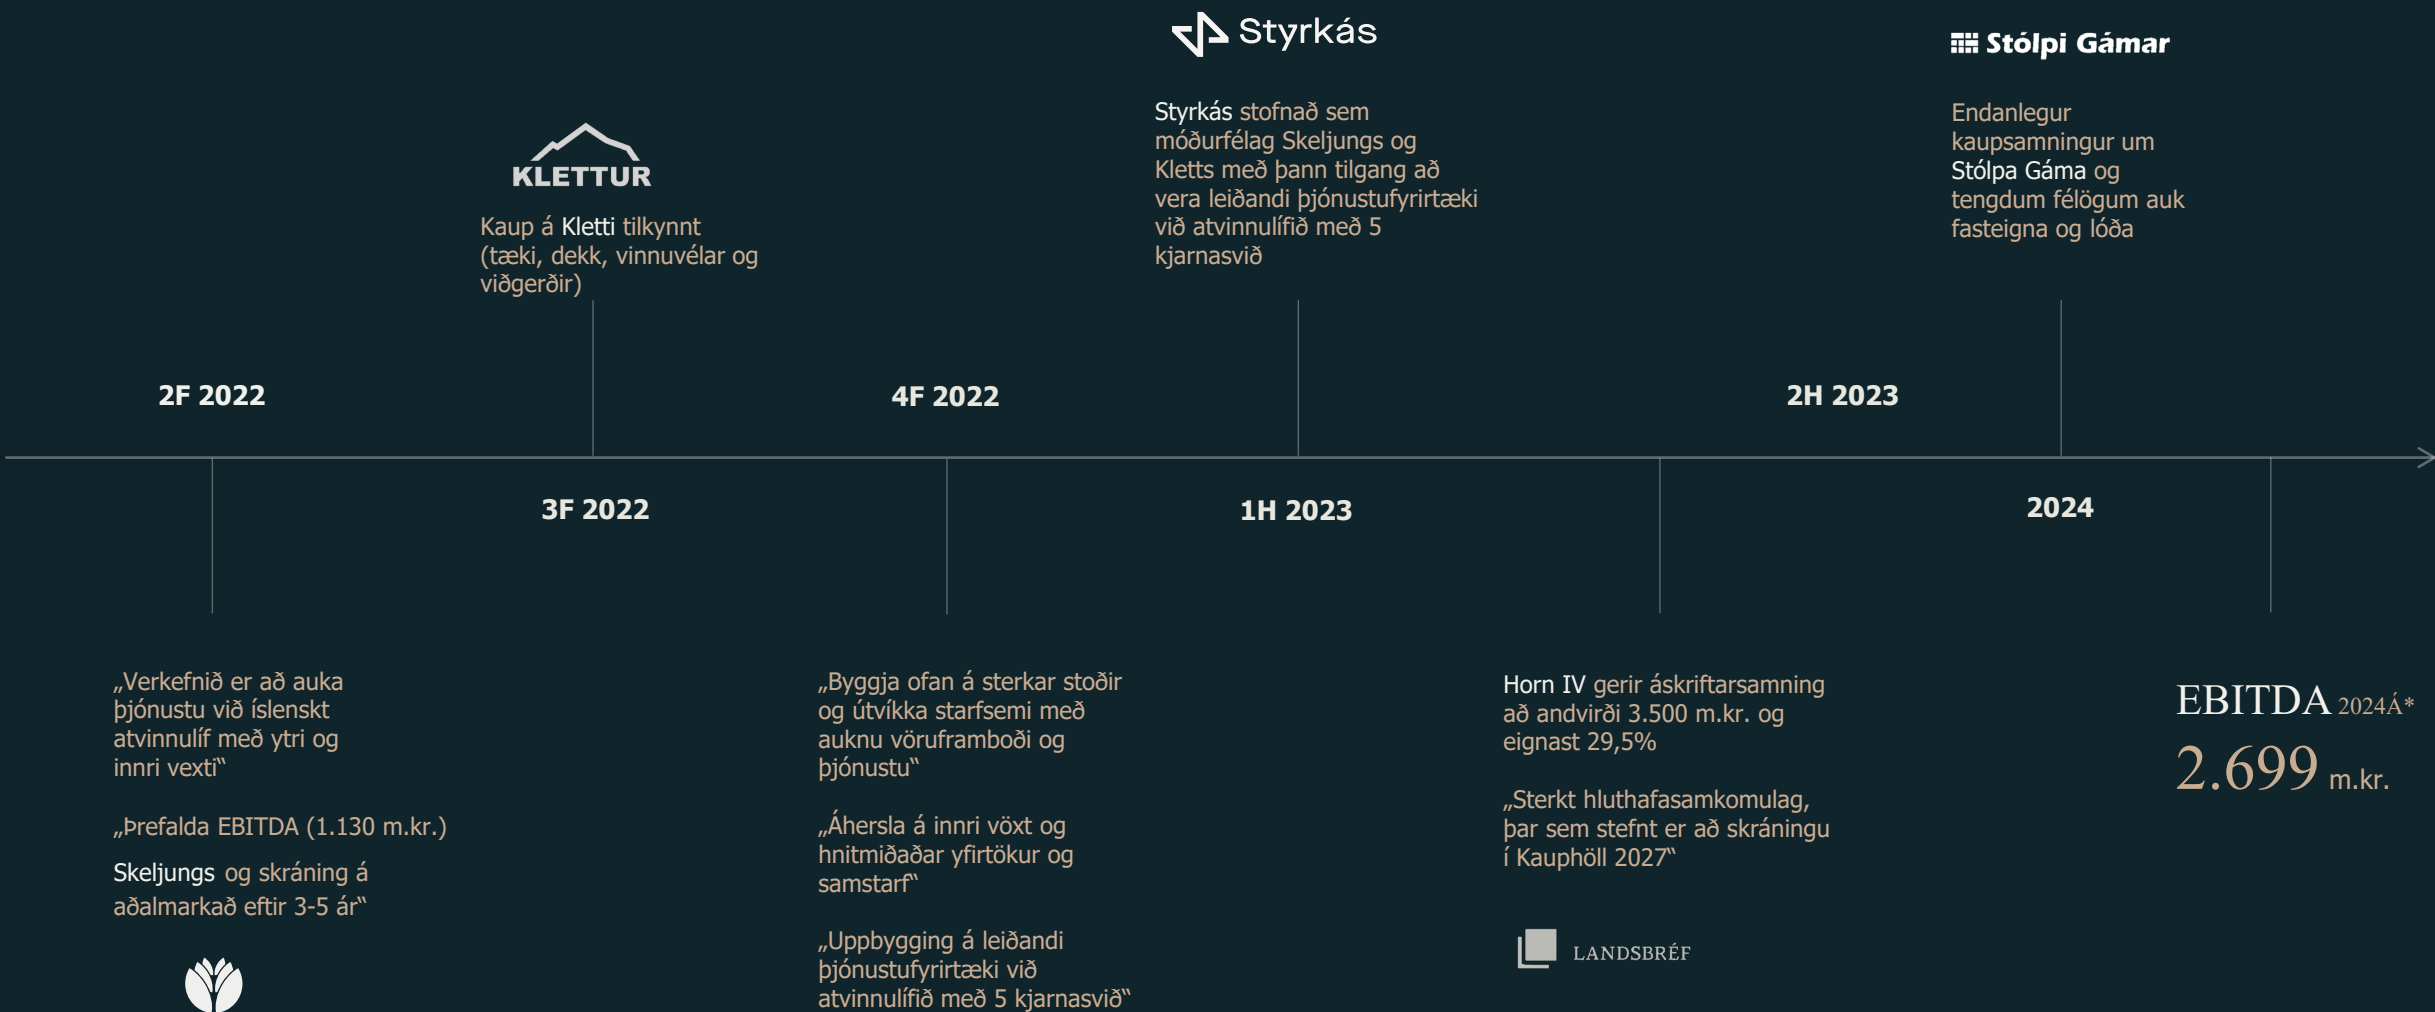 Styrkás
Stólpi Gámar
KLETTUR
Styrkás stofnað sem
móðurfélag Skeljungs og
Kletts með þann tilgang að
vera leiðandi þjónustufyrirtæki
við atvinnulífið með 5
kjarnasvið
Endanlegur
kaupsamningur um
Stólpa Gáma og
tengdum félögum auk
fasteigna og lóða
Kaup á Kletti tilkynnt
(tæki, dekk, vinnuvélar og
viðgerðir)
2F 2022
4F 2022
2H 2023
3F 2022
1H 2023
2024
„Verkefnið er að auka
þjónustu við íslenskt
atvinnulíf með ytri og
innri vexti“
„Þrefalda EBITDA (1.130 m.kr.)
Skeljungs og skráning á
aðalmarkað eftir 3-5 ár“
„Byggja ofan á sterkar stoðir
og útvíkka starfsemi með
auknu vöruframboði og
þjónustu“
„Áhersla á innri vöxt og
hnitmiðaðar yfirtökur og
samstarf“
„Uppbygging á leiðandi
þjónustufyrirtæki við
atvinnulífið með 5 kjarnasvið“
Horn IV gerir áskriftarsamning
að andvirði 3.500 m.kr. og
eignast 29,5%
„Sterkt hluthafasamkomulag,
þar sem stefnt er að skráningu
í Kauphöll 2027“
LANDSBRÉF
EBITDA 2024Á*
2.699 m.kr.